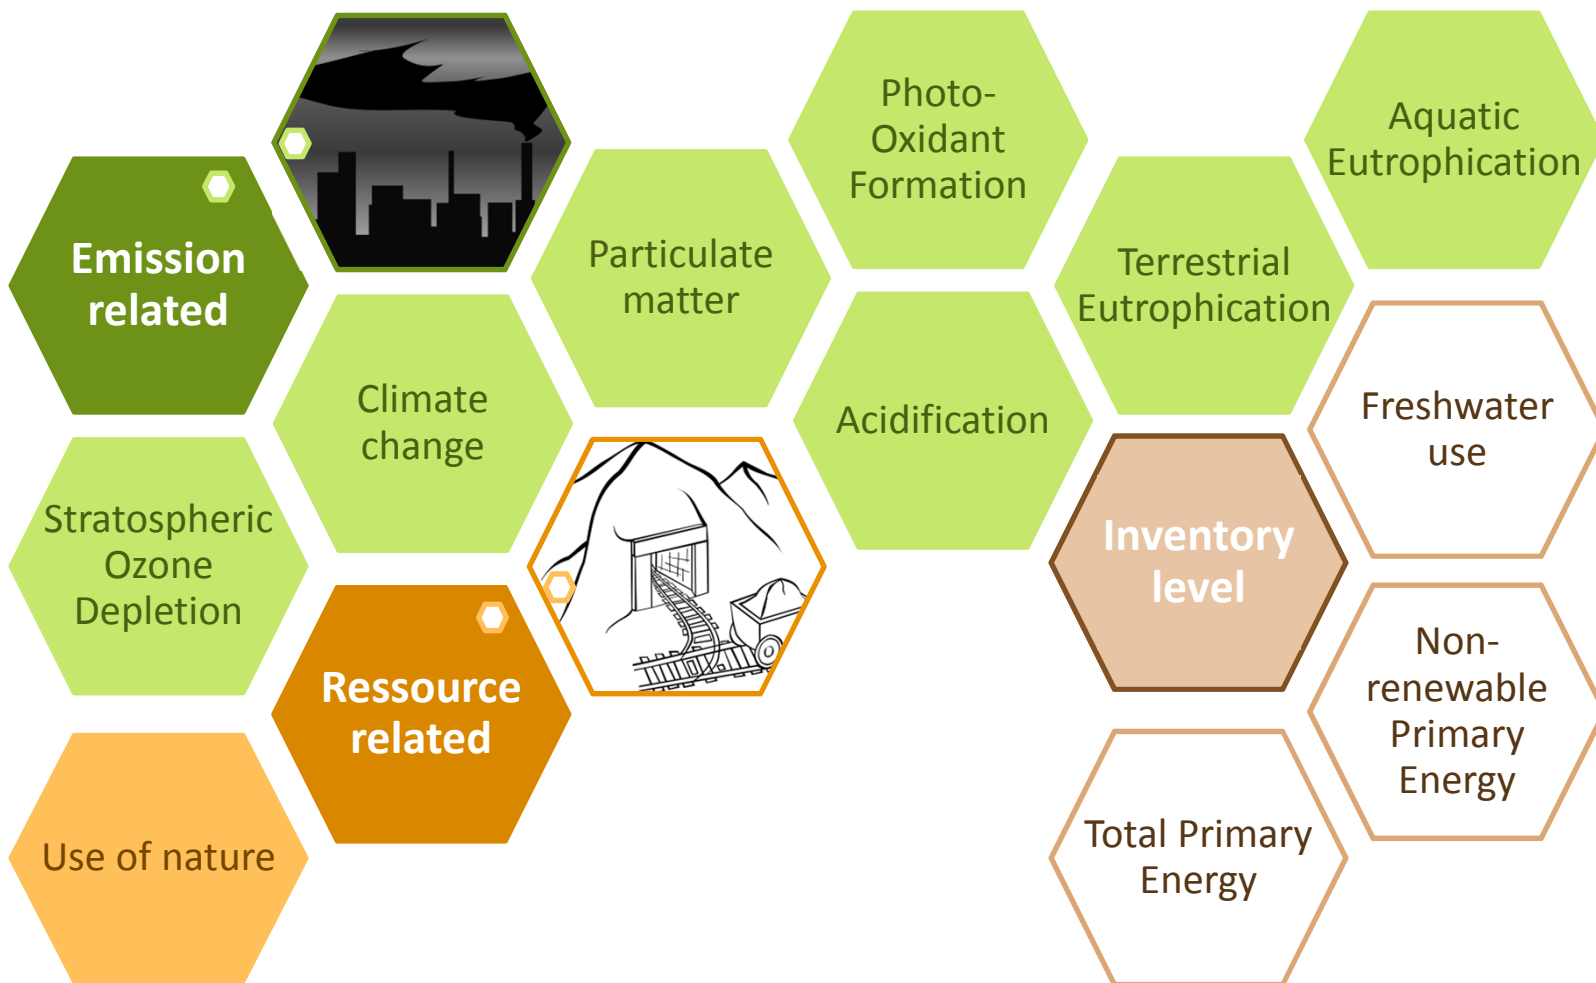 Emission
related
Stratospheric
Ozone
Depletion
Use of nature
Climate
change
Ressource
related
Particulate
matter
Photo-
Oxidant
Formation
Acidification
Terrestrial
Eutrophication
Aquatic
Eutrophication
Inventory
level
Freshwater
use
Non-
renewable
Primary
Energy
Total Primary
Energy